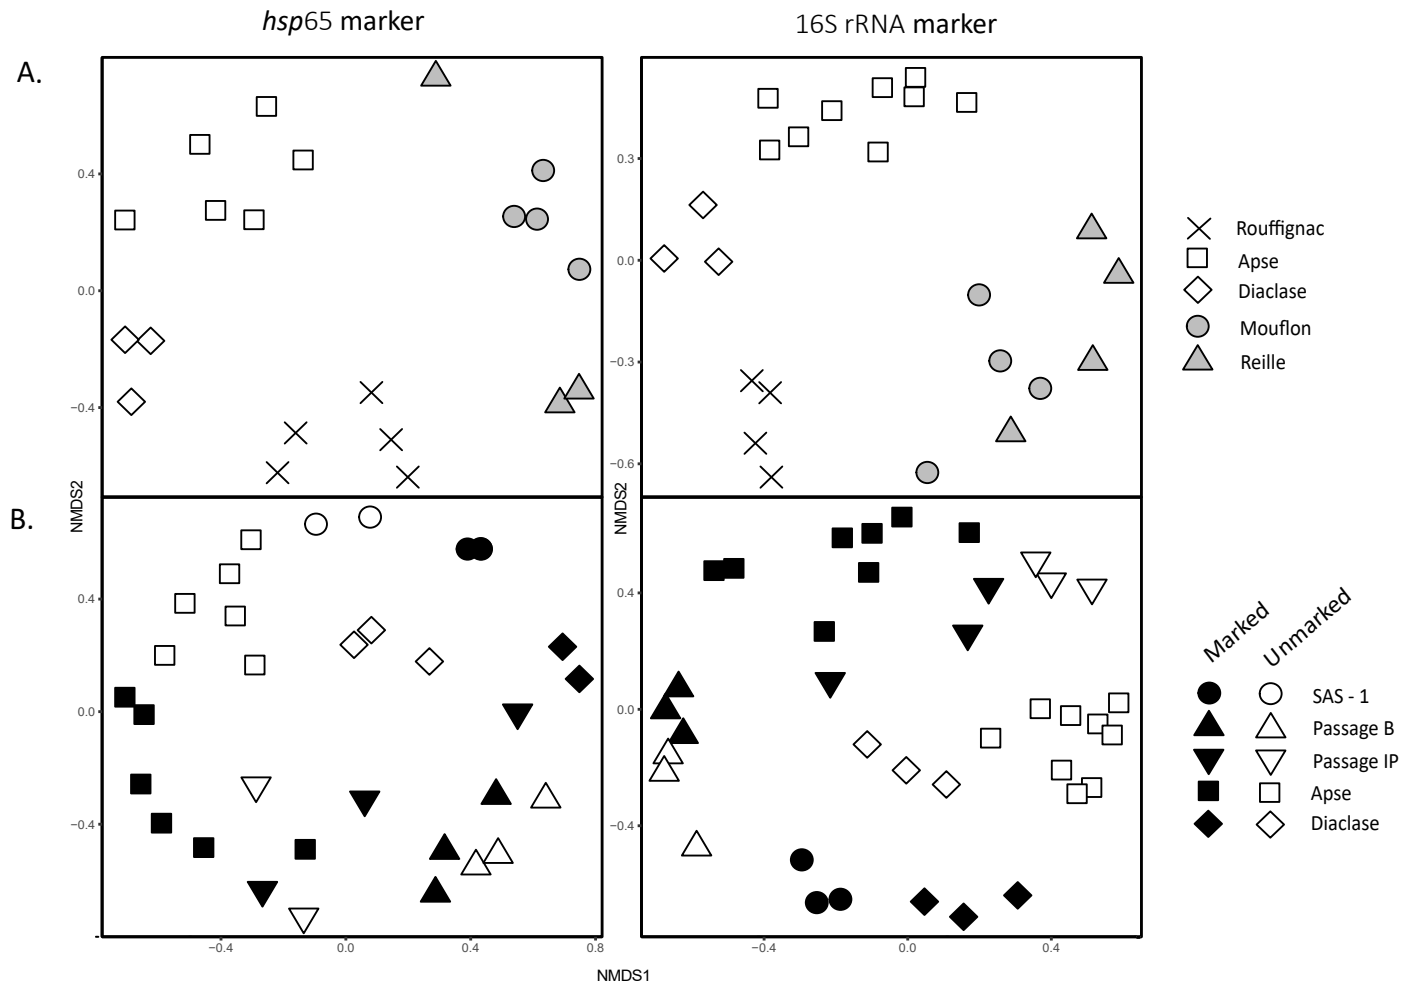 hsp65 marker
16S rRNA marker
A.
0.4
0.0
−0.4
NMDS2
0.3
0.0
−0.3
−0.6
NMDS2
Rouffignac
Apse
Diaclase
Mouflon
Reille
B.
0.4
0.0
−0.4
−0.4
0.0
0.4
0.8
0.4
0.0
−0.4
−0.4
0.0
0.4
NMDS1
Marked
Unmarked
SAS - 1
Passage B
Passage IP
Apse
Diaclase